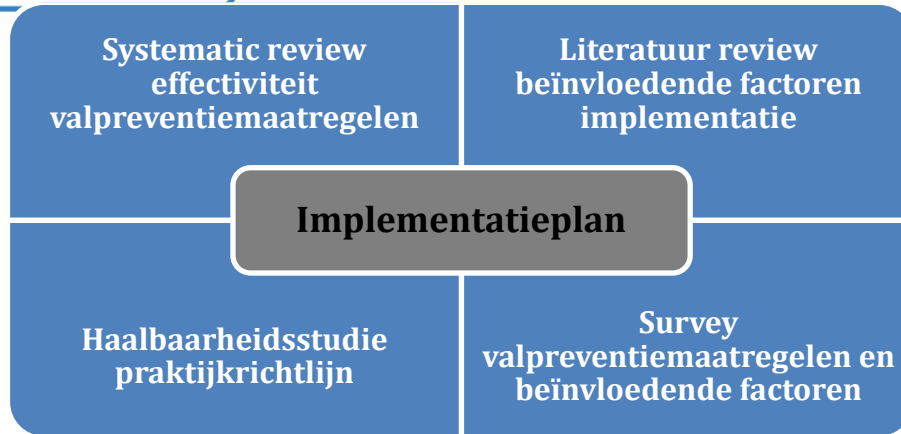 Systematic review
effectiviteit
valpreventiemaatregelen
Literatuur review
beïnvloedende factoren
implementatie
Implementatieplan
Haalbaarheidsstudie
praktijkrichtlijn
Survey
valpreventiemaatregelen en
beïnvloedende factoren